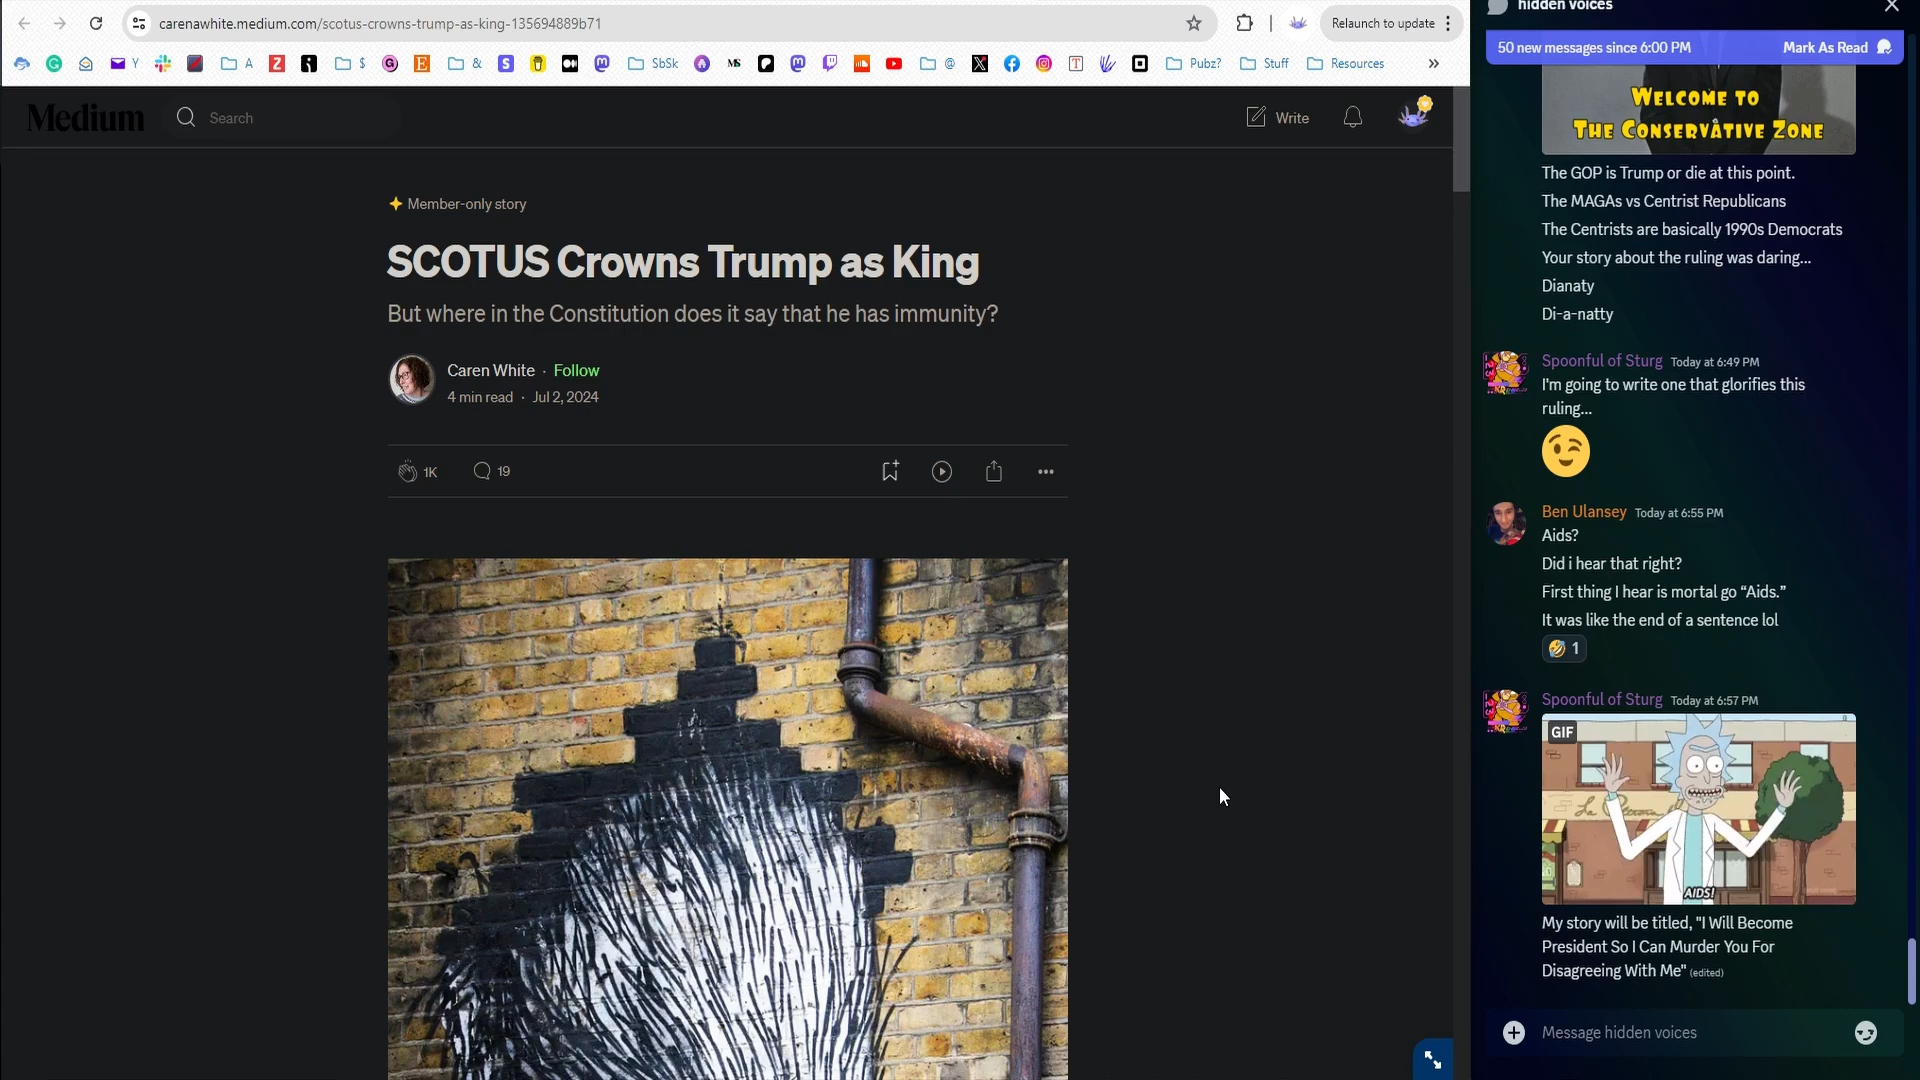 carenawhite.medium.com/scotus-crowns-trump-as-king-135694889b71
Relaunch to update
Y
A
$
&
SbSk
@
Pubz?
Stuff
Resources
Medium
Search
Write
Member-only story
SCOTUS Crowns Trump as King
But where in the Constitution does it say that he has immunity?
Caren White · Follow
4 min read · Jul 2, 2024
1K
19
hidden voices
50 new messages since 6:00 PM
Mark As Read
WELCOME TO
THE CONSERVATIVE ZONE
The GOP is Trump or die at this point.
The MAGAs vs Centrist Republicans
The Centrists are basically 1990s Democrats
Your story about the ruling was daring...
Dianaty
Di-a-natty
Spoonful of Sturg Today at 6:49 PM
I'm going to write one that glorifies this
ruling...
Ben Ulansey Today at 6:55 PM
Aids?
Did i hear that right?
First thing I hear is mortal go “Aids.”
It was like the end of a sentence lol
1
Spoonful of Sturg Today at 6:57 PM
GIF
AIDS!
My story will be titled, "I Will Become
President So I Can Murder You For
Disagreeing With Me" (edited)
Message hidden voices